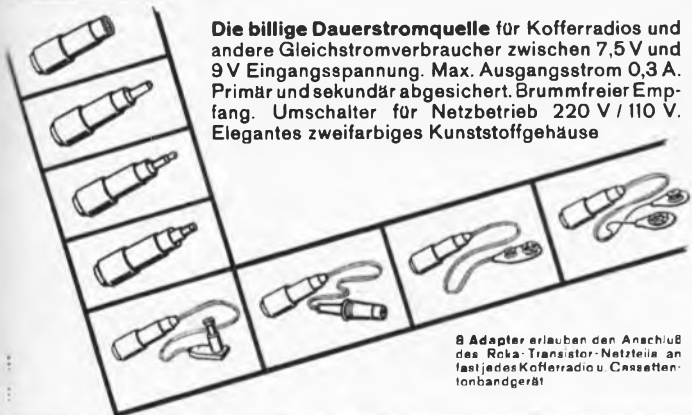 Die billige Dauerstromquelle für Kofferradios und
andere Gleichstromverbraucher zwischen 7,5 V und
9 V Eingangsspannung. Max. Ausgangsstrom 0,3 A.
Primär und sekundär abgesichert. Brummfreier Emp-
fang. Umschalter für Netzbetrieb 220 V / 110 V.
Elegantes zweifarbiges Kunststoffgehäuse
8 Adapter erlauben den Anschluß
des Roka-Transistor-Netzteils an
fast jedes Kofferradio u. Cassetten-
tonbandgerät